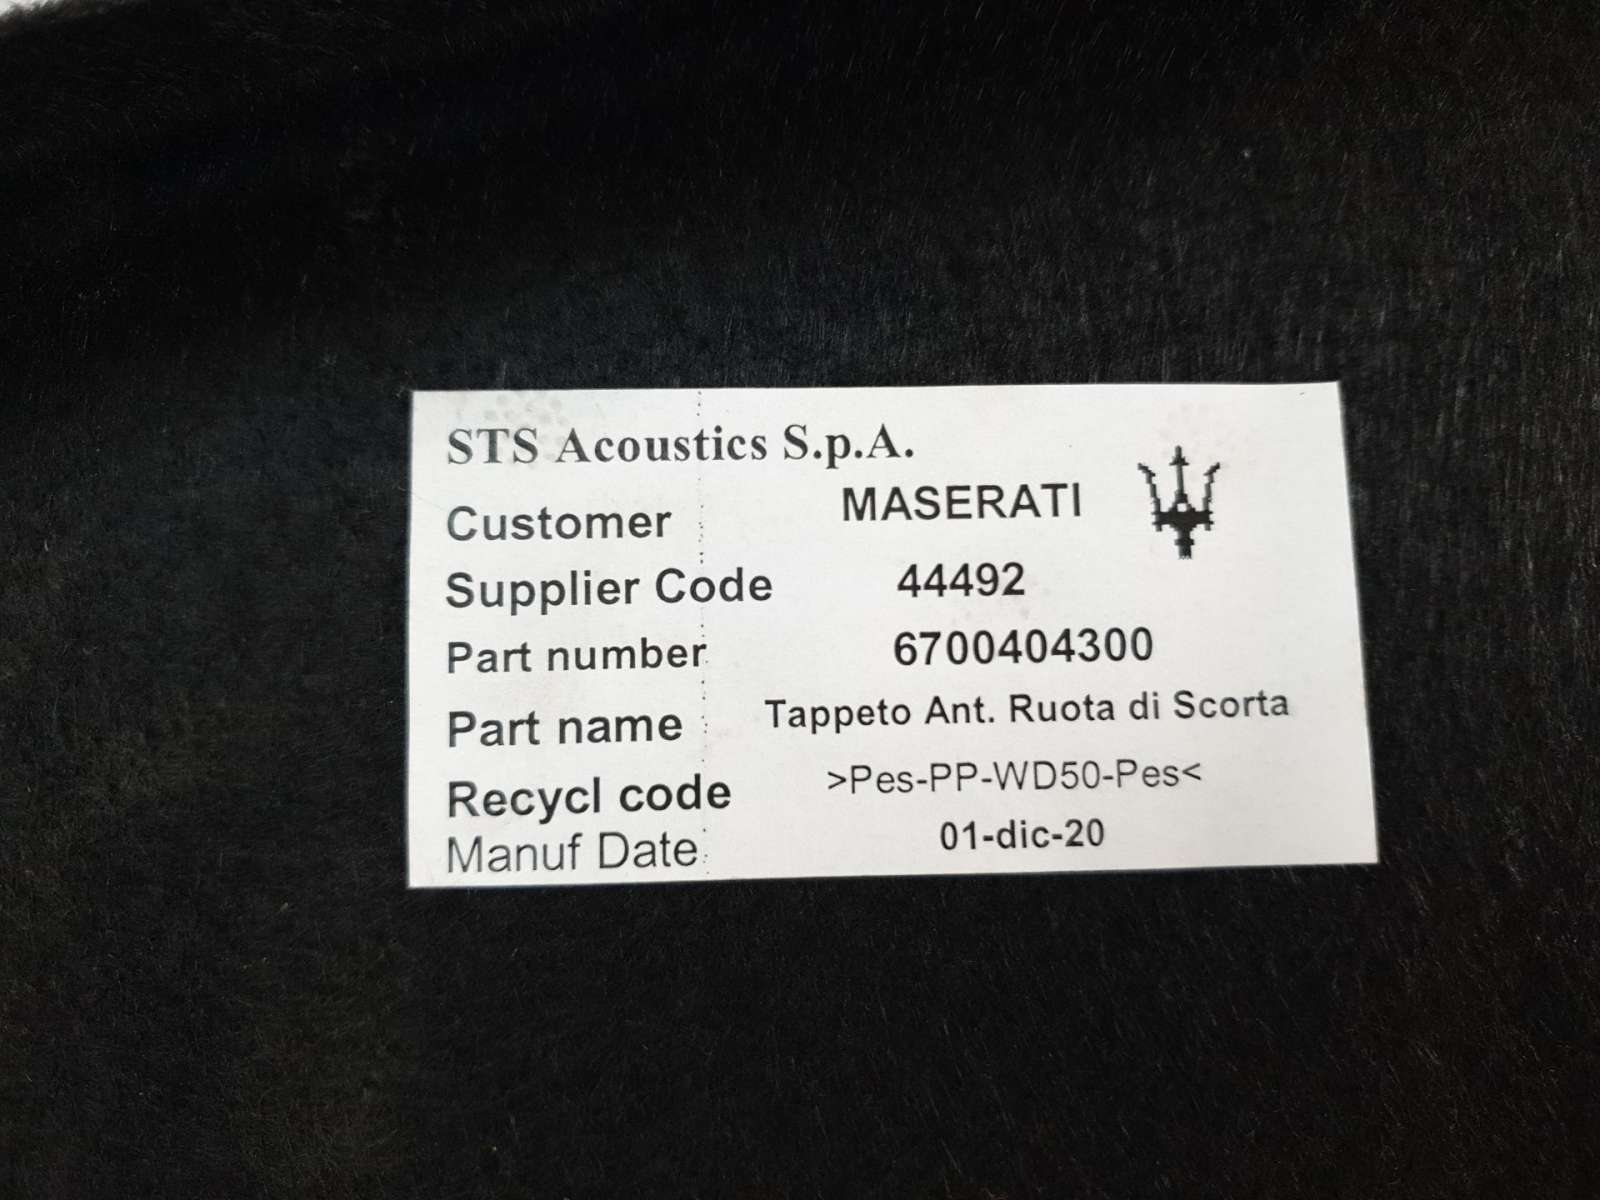 STS Acoustics S.p.A.
Customer MASERATI
Supplier Code 44492
Part number 6700404300
Part name Tappeto Ant. Ruota di Scorta
Recycl code >Pes-PP-WD50-Pes<
Manuf Date 01-dic-20